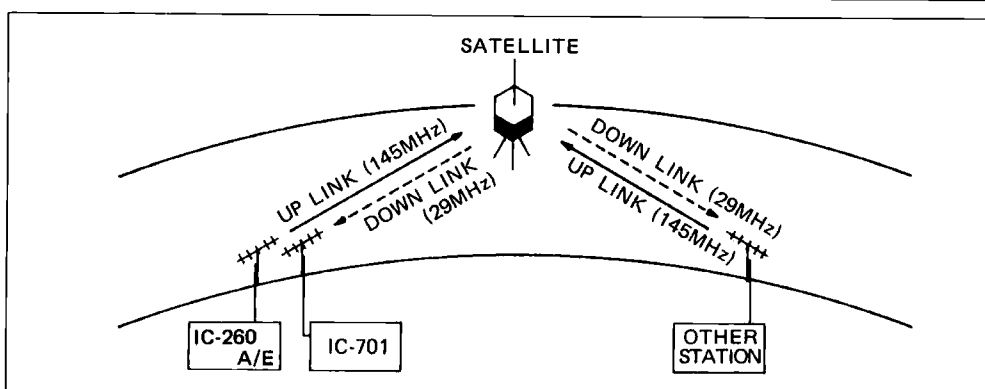 SATELLITE
UP LINK (145MHz)
DOWN LINK
(29MHz)
DOWN LINK (29MHz)
UP LINK (145MHz)
IC-260
A/E
IC-701
OTHER
STATION